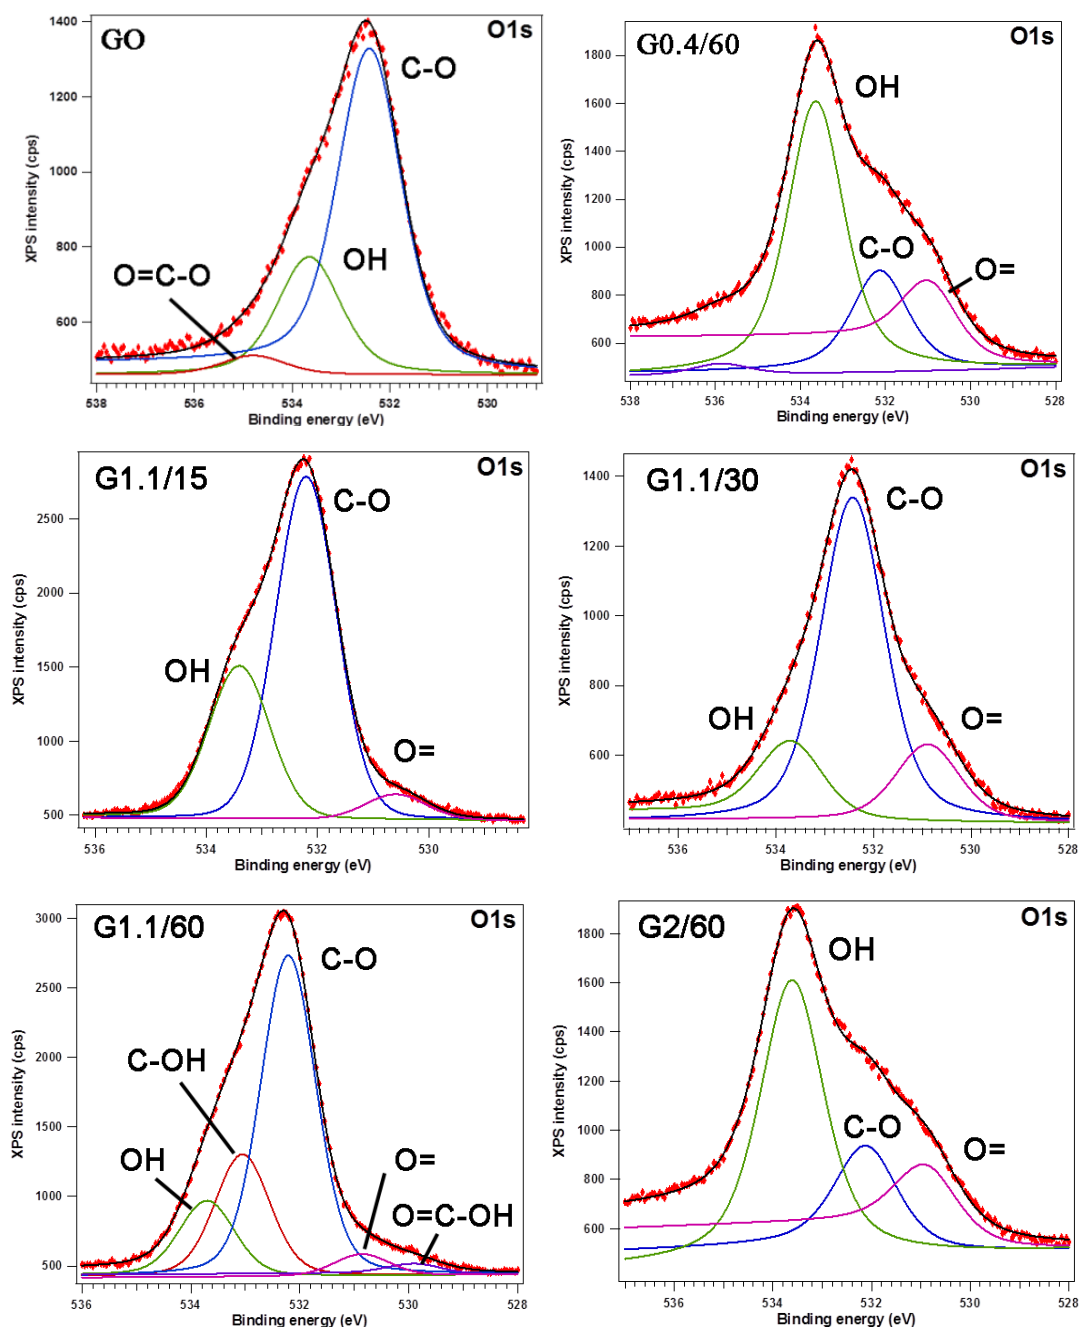 GO
O1s
C-O
OH
O=C-O
1400
1200
1000
800
600
XPS intensity (cps)
538
536
534
532
530
Binding energy (eV)
G0.4/60
O1s
OH
C-O
O=
1800
1600
1400
1200
1000
800
600
XPS intensity (cps)
538
536
534
532
530
528
Binding energy (eV)
G1.1/15
O1s
C-O
OH
O=
2500
2000
1500
1000
500
XPS intensity (cps)
536
534
532
530
Binding energy (eV)
G1.1/30
O1s
C-O
OH
O=
1400
1200
1000
800
600
XPS intensity (cps)
536
534
532
530
528
Binding energy (eV)
G1.1/60
O1s
C-O
C-OH
OH
O=
O=C-OH
3000
2500
2000
1500
1000
500
XPS intensity (cps)
536
534
532
530
528
Binding energy (eV)
G2/60
O1s
OH
C-O
O=
1800
1600
1400
1200
1000
800
600
XPS intensity (cps)
536
534
532
530
528
Binding energy (eV)